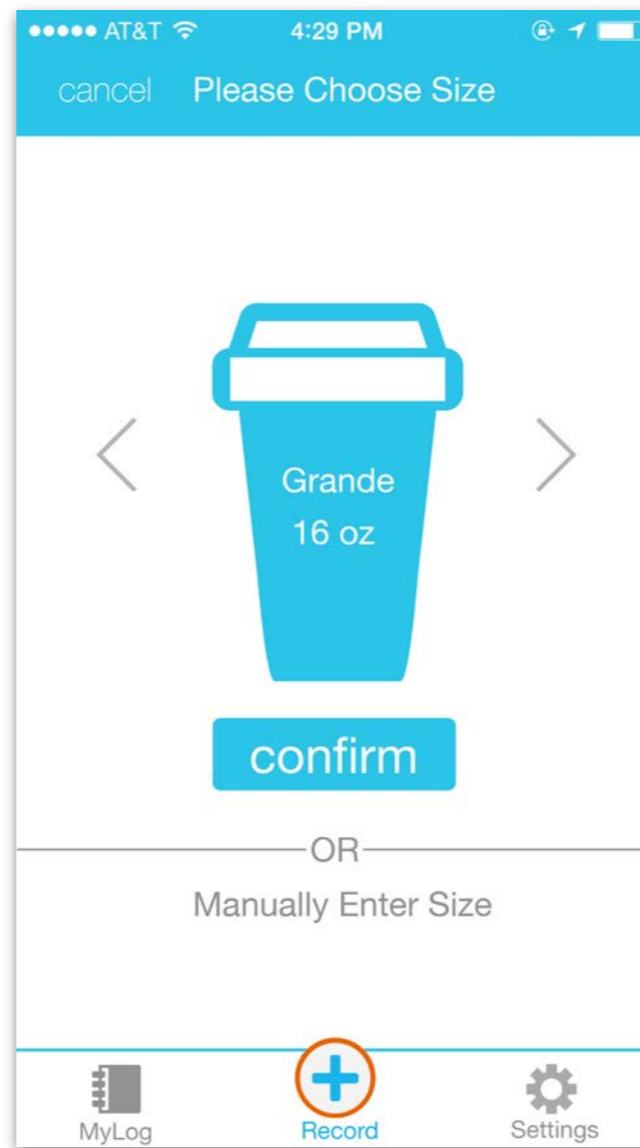 AT&T 4:29 PM
cancel Please Choose Size
Grande
16 oz
confirm
OR
Manually Enter Size
MyLog Record Settings